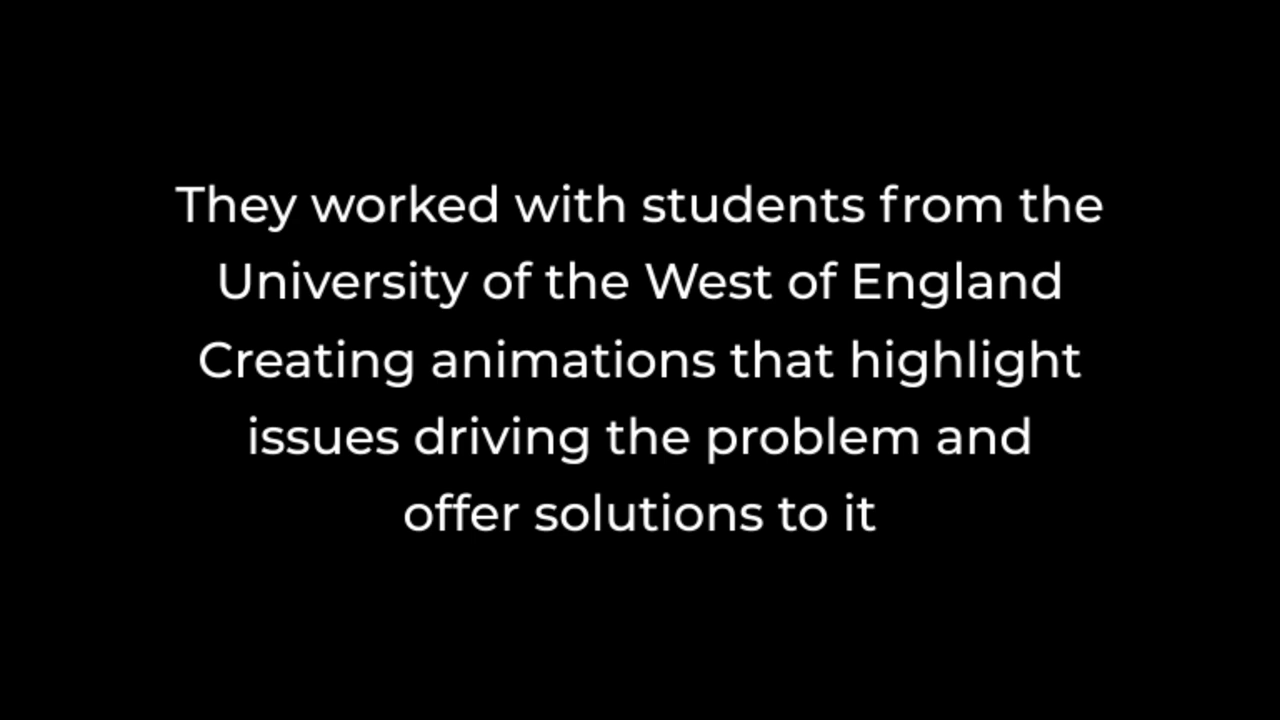 They worked with students from the
University of the West of England
Creating animations that highlight
issues driving the problem and
offer solutions to it